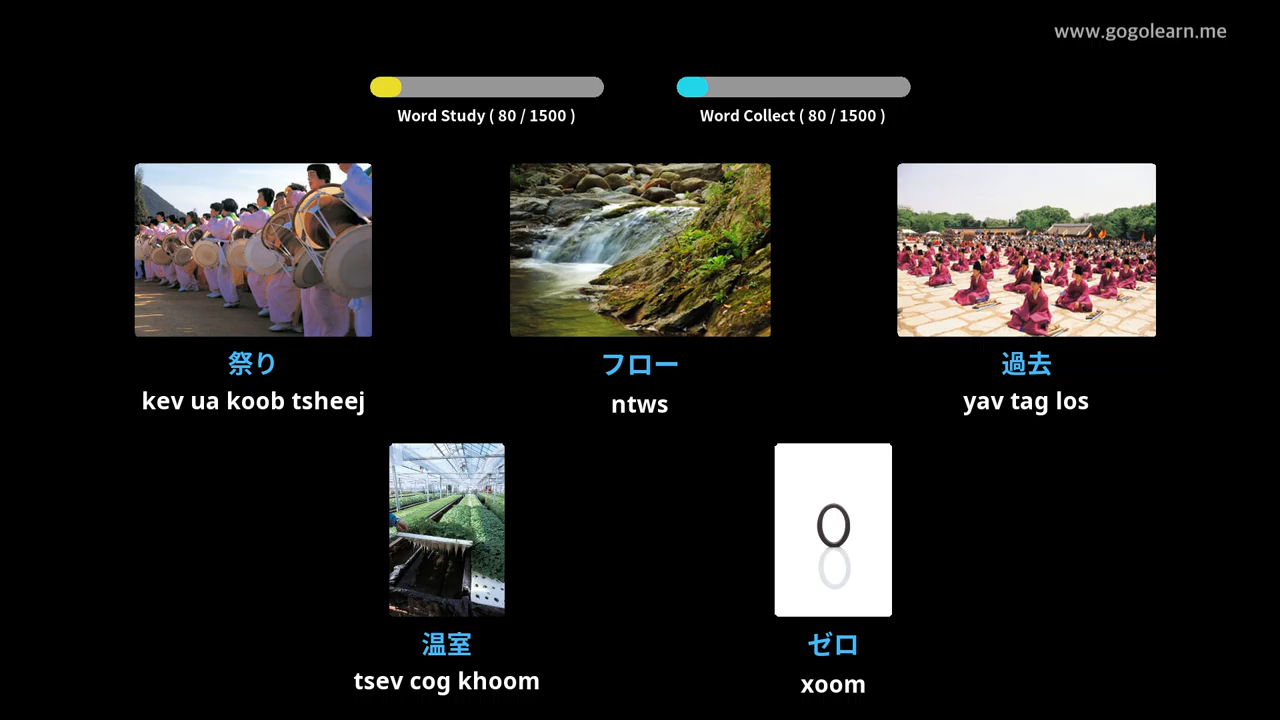 www.gogolearn.me
Word Study ( 80 / 1500 )
Word Collect ( 80 / 1500 )
祭り
kev ua koob tsheej
フロー
ntws
過去
yav tag los
温室
tsev cog khoom
ゼロ
xoom